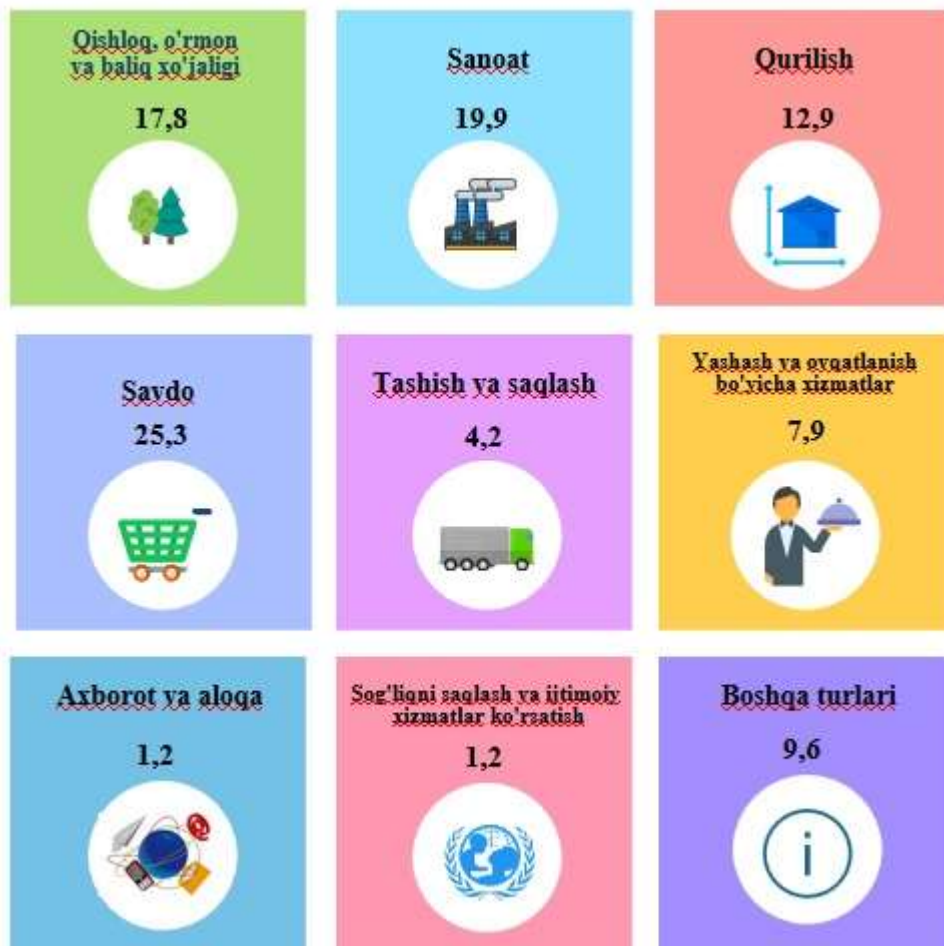 Qishloq, o'rmon
va baliq xo'jaligi
17,8
Sanoat
19,9
Qurilish
12,9
Savdo
25,3
Tashish va saqlash
4,2
Yashash va ovqatlanish
bo'yicha xizmatlar
7,9
Axborot va aloqa
1,2
Sog'liqni saqlash va ijtimoiy
xizmatlar ko'rsatish
1,2
Boshqa turlari
9,6
i